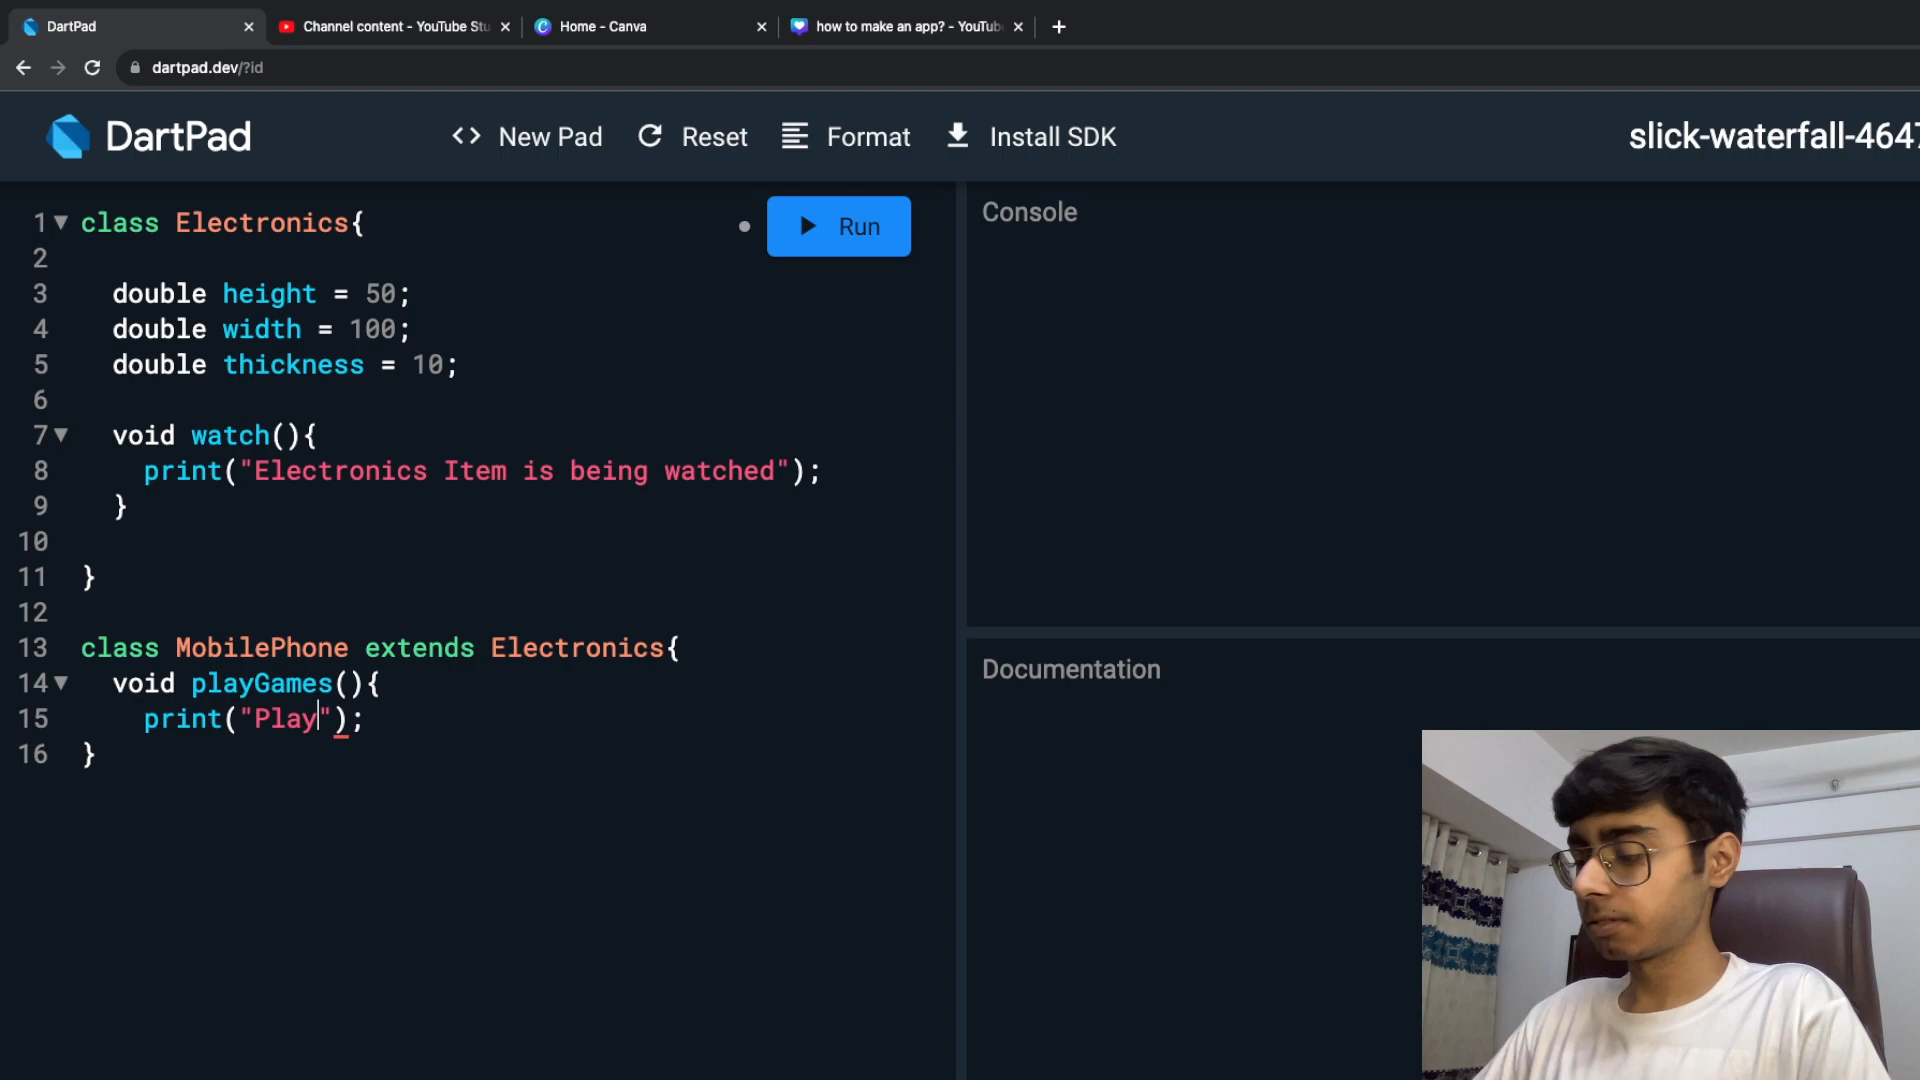 DartPad
Channel content - YouTube Stu
Home - Canva
how to make an app? - YouTub
dartpad.dev/?id
DartPad
New Pad
Reset
Format
Install SDK
slick-waterfall-4647
1 class Electronics{
2
3 double height = 50;
4 double width = 100;
5 double thickness = 10;
6
7 void watch(){
8 print("Electronics Item is being watched");
9 }
10
11 }
12
13 class MobilePhone extends Electronics{
14 void playGames(){
15 print("Play");
16 }
Run
Console
Documentation